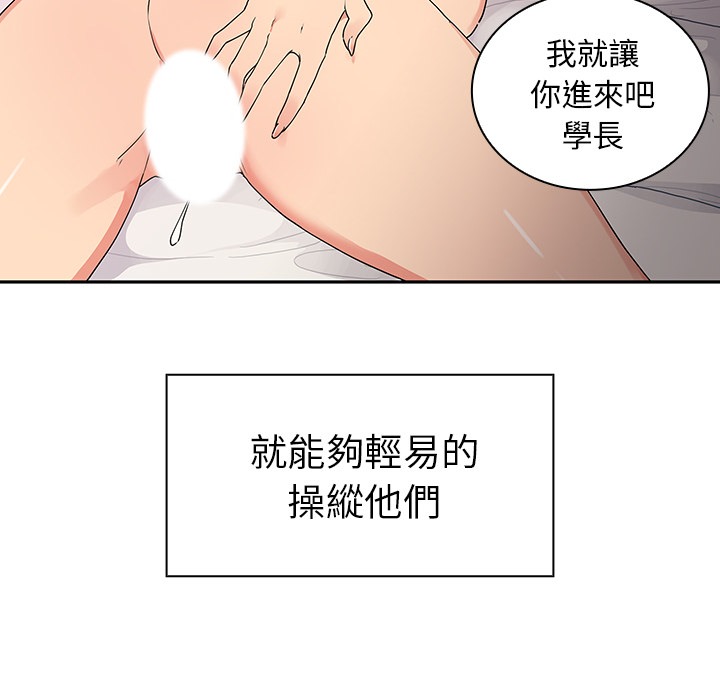 我就讓
你進來吧
學長
就能夠輕易的
操縱他們